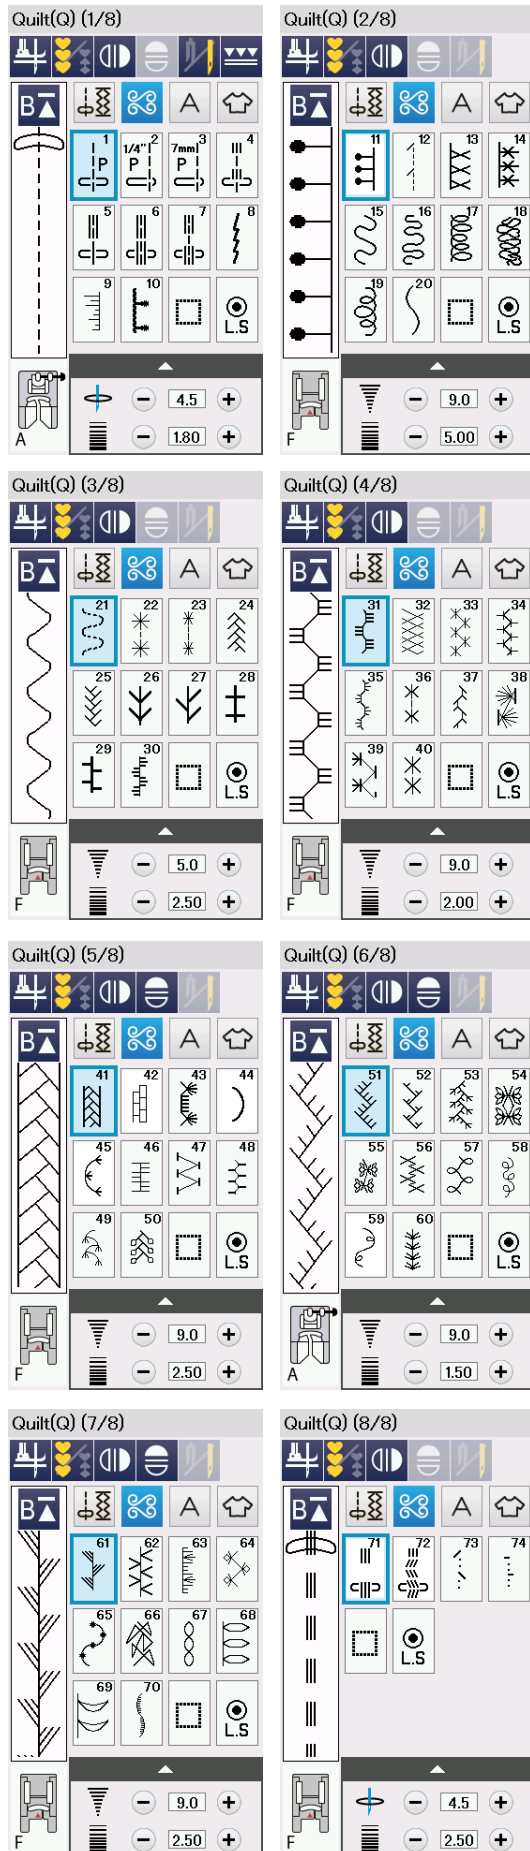 Quilt(Q) (1/8)
B A
1
P
1/4" 2
P
7mm 3
P
4
5
6
7
8
9
10
L.S
A
4.5
1.80
Quilt(Q) (2/8)
B A
11
12
13
14
15
16
17
18
19
20
L.S
F
9.0
5.00
Quilt(Q) (3/8)
B A
21
22
23
24
25
26
27
28
29
30
L.S
F
5.0
2.50
Quilt(Q) (4/8)
B A
31
32
33
34
35
36
37
38
39
40
L.S
F
9.0
2.00
Quilt(Q) (5/8)
B A
41
42
43
44
45
46
47
48
49
50
L.S
F
9.0
2.50
Quilt(Q) (6/8)
B A
51
52
53
54
55
56
57
58
59
60
L.S
A
9.0
1.50
Quilt(Q) (7/8)
B A
61
62
63
64
65
66
67
68
69
70
L.S
F
9.0
2.50
Quilt(Q) (8/8)
B A
71
72
73
74
L.S
F
4.5
2.50